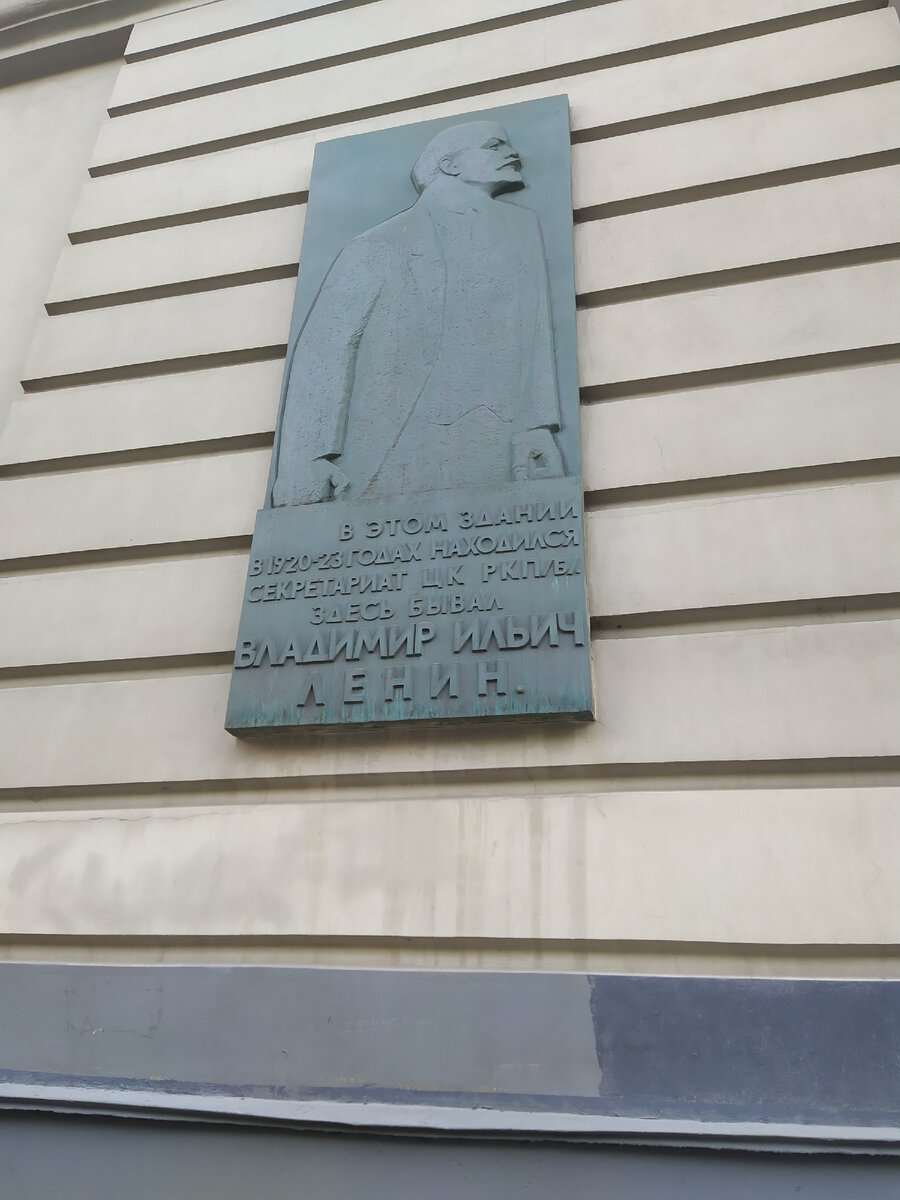 В ЭТОМ ЗДАНИИ
В 1920-23 ГОДАХ НАХОДИЛСЯ
СЕКРЕТАРИАТ ЦК РКП/Б/.
ЗДЕСЬ БЫВАЛ
ВЛАДИМИР ИЛЬИЧ
ЛЕНИН.